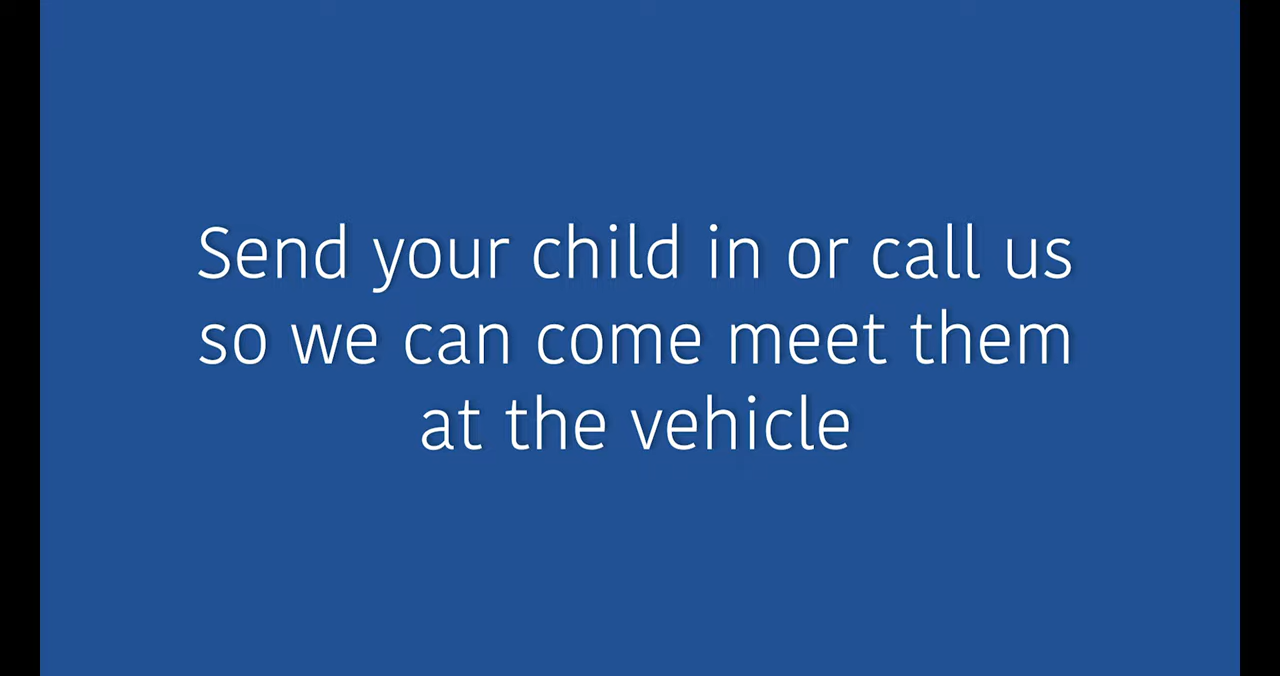 Send your child in or call us
so we can come meet them
at the vehicle